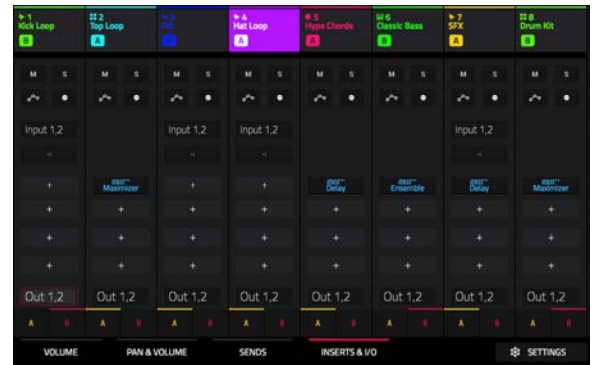 1 2 3 4 5 6 7 8
Kick Loop Top Loop Fill Hat Loop Hype Chords Classic Bass SFX Drum Kit
B A A A B A B
M S M S M S M S M S M S M S M S
Input 1,2 Input 1,2 Input 1,2 Input 1,2
+ Maximizer + + Delay Ensemble Delay Maximizer
+ + + + + + + +
+ + + + + + + +
+ + + + + + + +
Out 1,2 Out 1,2 Out 1,2 Out 1,2 Out 1,2 Out 1,2 Out 1,2 Out 1,2
A B A B A B A B A B A B A B A B
VOLUME PAN & VOLUME SENDS INSERTS & I/O SETTINGS